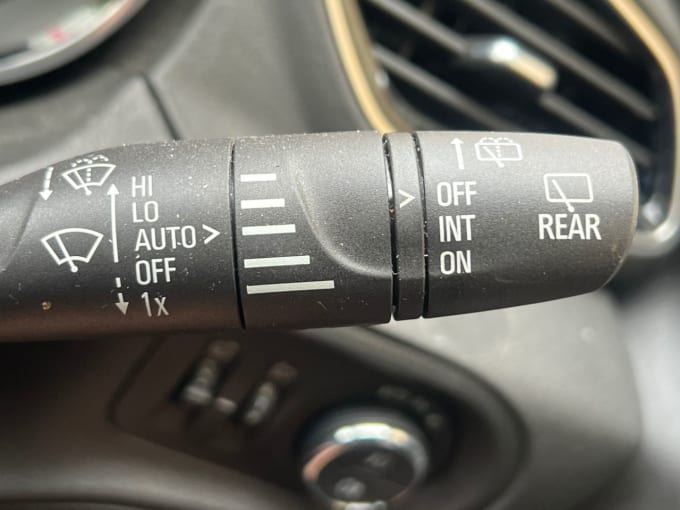 HI
LO
AUTO >
OFF
1x
>
OFF
INT
ON
REAR